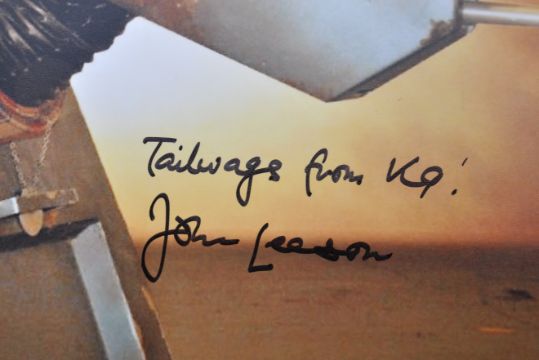 Tailwags from K9!
John Leeson